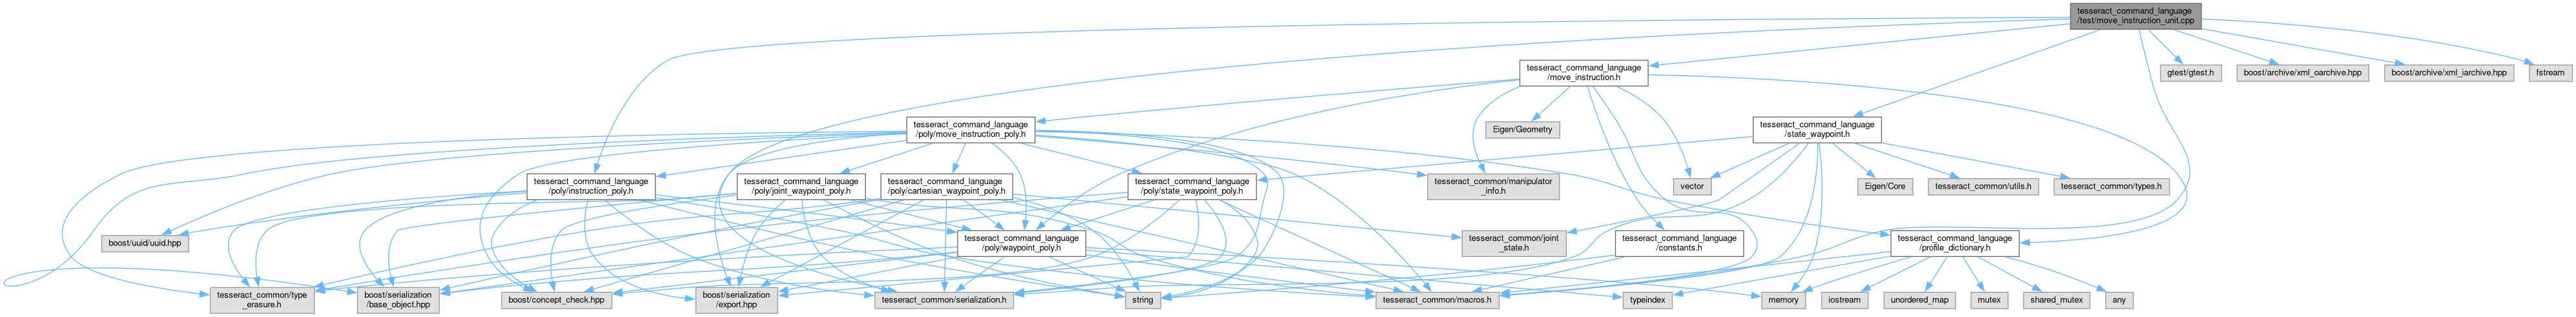 tesseract_command_language
/test/move_instruction_unit.cpp
tesseract_command_language
/move_instruction.h
gtest/gtest.h
boost/archive/xml_oarchive.hpp
boost/archive/xml_iarchive.hpp
fstream
tesseract_command_language
/poly/move_instruction_poly.h
Eigen/Geometry
tesseract_command_language
/state_waypoint.h
tesseract_command_language
/poly/instruction_poly.h
tesseract_command_language
/poly/joint_waypoint_poly.h
tesseract_command_language
/poly/cartesian_waypoint_poly.h
tesseract_command_language
/poly/state_waypoint_poly.h
tesseract_common/manipulator
_info.h
vector
Eigen/Core
tesseract_common/utils.h
tesseract_common/types.h
boost/uuid/uuid.hpp
tesseract_command_language
/poly/waypoint_poly.h
tesseract_common/joint
_state.h
tesseract_command_language
/constants.h
tesseract_command_language
/profile_dictionary.h
tesseract_common/type
_erasure.h
boost/serialization
/base_object.hpp
boost/concept_check.hpp
boost/serialization
/export.hpp
tesseract_common/serialization.h
string
tesseract_common/macros.h
typeindex
memory
iostream
unordered_map
mutex
shared_mutex
any